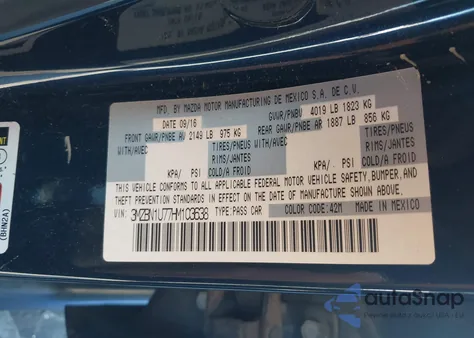 MFD. BY MAZDA MOTOR MANUFACTURING DE MEXICO S.A. DE C.V.
DATE 09/16 GVWR/PNBV 4019 LB 1823 KG
FRONT GAWR/PNBE AV 2149 LB 975 KG REAR GAWR/PNBE AR 1887 LB 856 KG
WITH/AVEC TIRES/PNEUS WITH/AVEC TIRES/PNEUS
RIMS/JANTES RIMS/JANTES
KPA/ PSI COLD/A FROID KPA/ PSI COLD/A FROID
THIS VEHICLE CONFORMS TO ALL APPLICABLE FEDERAL MOTOR VEHICLE SAFETY, BUMPER, AND
THEFT PREVENTION STANDARDS IN EFFECT ON THE DATE OF MANUFACTURE SHOWN ABOVE.
VIN: 3MZBN1U77HM103638 TYPE:PASS CAR COLOR CODE:42M MADE IN MEXICO
(BHN2A)
autoSnap